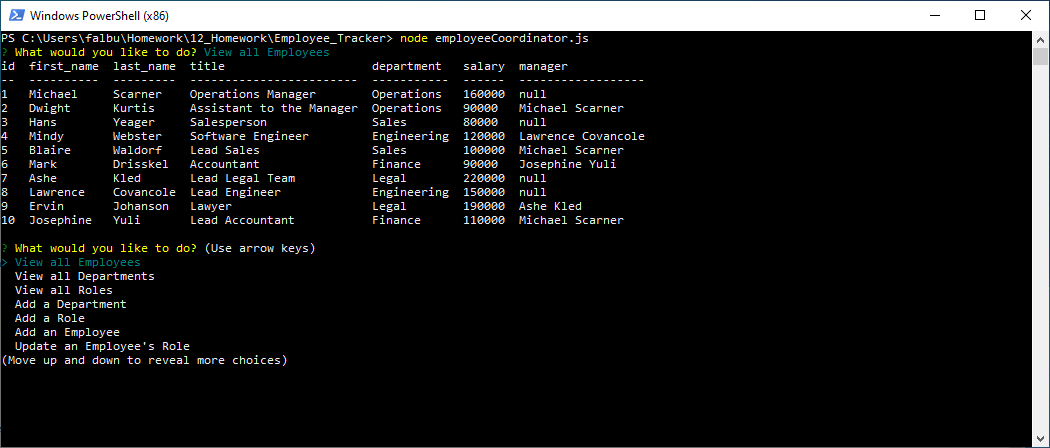 Windows PowerShell (x86)
PS C:\Users\falbu\Homework\12_Homework\Employee_Tracker> node employeeCoordinator.js
? What would you like to do? View all Employees
id  first_name  last_name  title                     department   salary  manager
--  ----------  ---------  ------------------------  -----------  ------  ------------------
1   Michael     Scarner    Operations Manager        Operations   160000  null
2   Dwight      Kurtis     Assistant to the Manager  Operations   90000   Michael Scarner
3   Hans        Yeager     Salesperson               Sales        80000   null
4   Mindy       Webster    Software Engineer         Engineering  120000  Lawrence Covancole
5   Blaire      Waldorf    Lead Sales                Sales        100000  Michael Scarner
6   Mark        Drisskel   Accountant                Finance      90000   Josephine Yuli
7   Ashe        Kled       Lead Legal Team           Legal        220000  null
8   Lawrence    Covancole  Lead Engineer             Engineering  150000  null
9   Ervin       Johanson   Lawyer                    Legal        190000  Ashe Kled
10  Josephine   Yuli       Lead Accountant           Finance      110000  Michael Scarner
? What would you like to do? (Use arrow keys)
> View all Employees
  View all Departments
  View all Roles
  Add a Department
  Add a Role
  Add an Employee
  Update an Employee's Role
(Move up and down to reveal more choices)